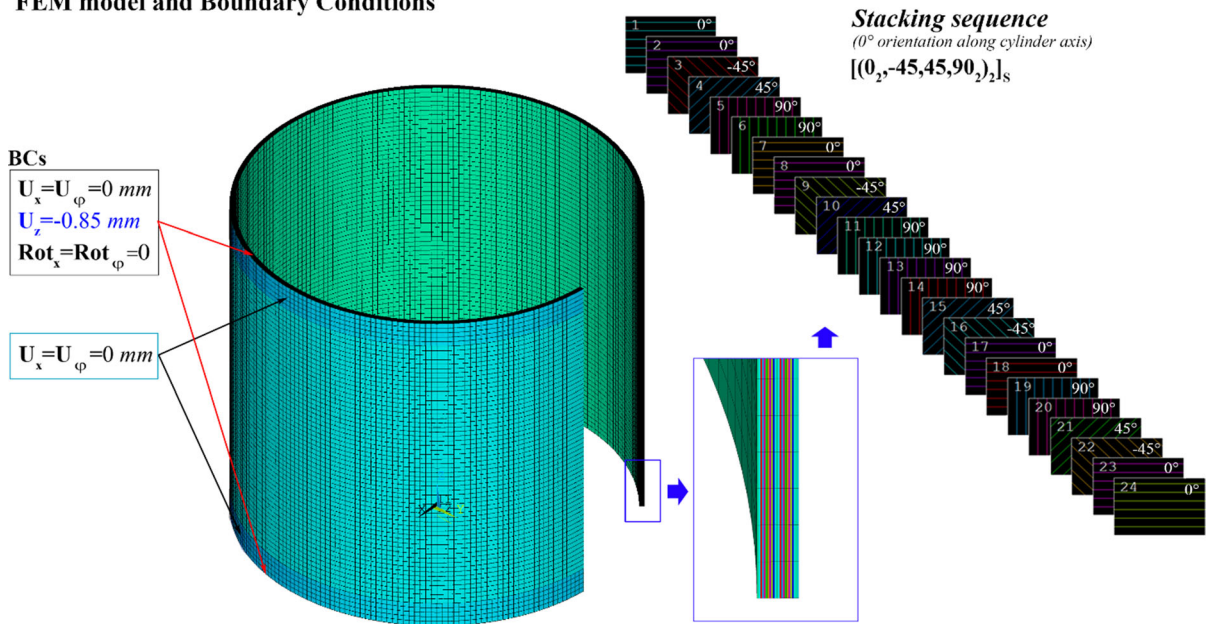 FEM model and Boundary Conditions
BCs
Uₓ=Uᵩ=0 mm
U_z=-0.85 mm
Rotₓ=Rotᵩ=0
Uₓ=Uᵩ=0 mm
Stacking sequence
(0° orientation along cylinder axis)
[(0₂,-45,45,90₂)₂]ₛ
1 0°
2 0°
3 -45°
4 45°
5 90°
6 90°
7 0°
8 0°
9 -45°
10 45°
11 90°
12 90°
13 90°
14 90°
15 45°
16 -45°
17 0°
18 0°
19 90°
20 90°
21 45°
22 -45°
23 0°
24 0°